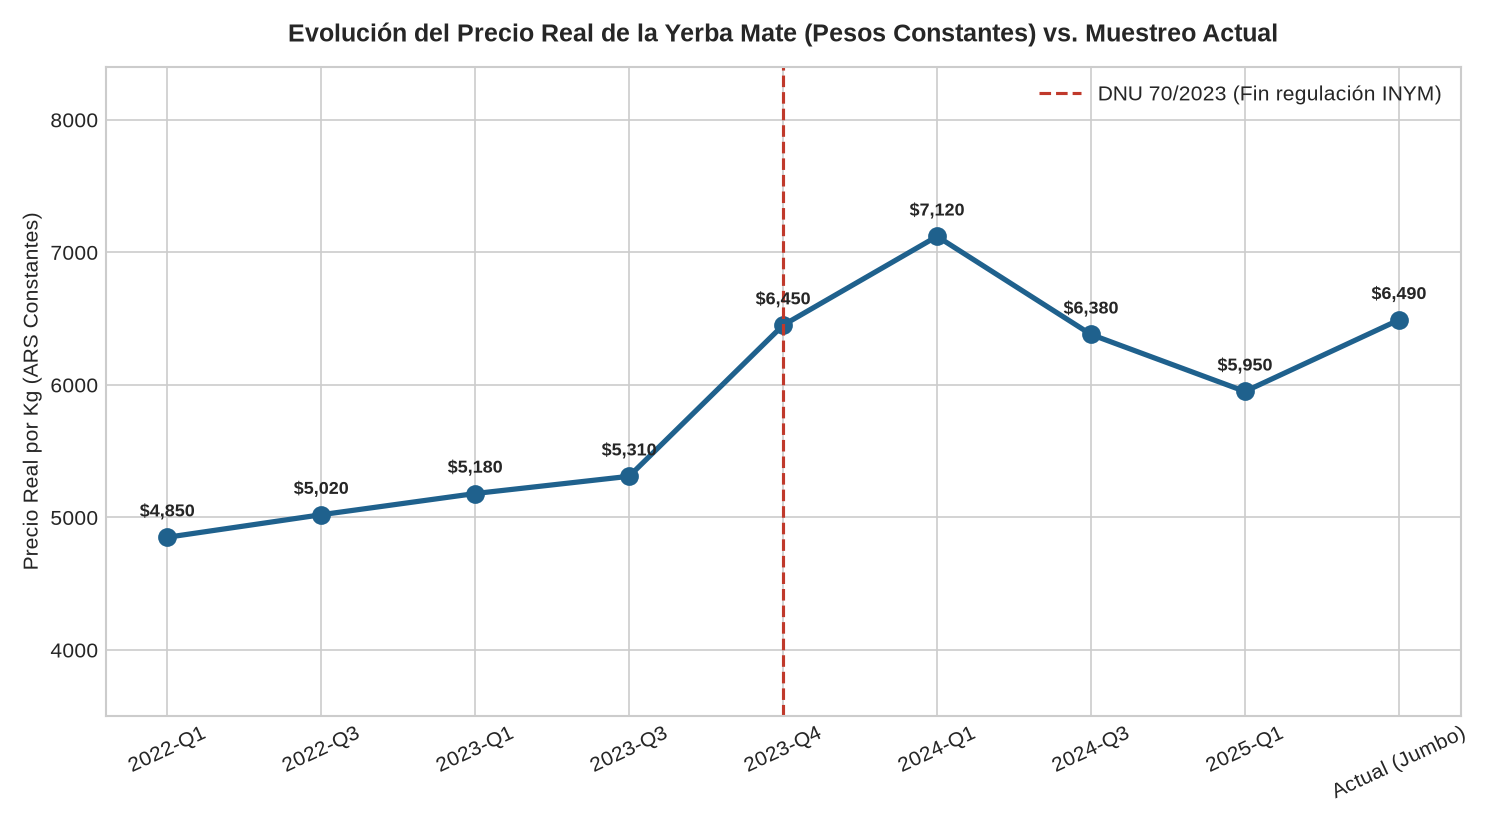 Evolución del Precio Real de la Yerba Mate (Pesos Constantes) vs. Muestreo Actual
DNU 70/2023 (Fin regulación INYM)
Precio Real por Kg (ARS Constantes)
8000
7000
6000
5000
4000
$4,850
$5,020
$5,180
$5,310
$6,450
$7,120
$6,380
$5,950
$6,490
2022-Q1
2022-Q3
2023-Q1
2023-Q3
2023-Q4
2024-Q1
2024-Q3
2025-Q1
Actual (Jumbo)